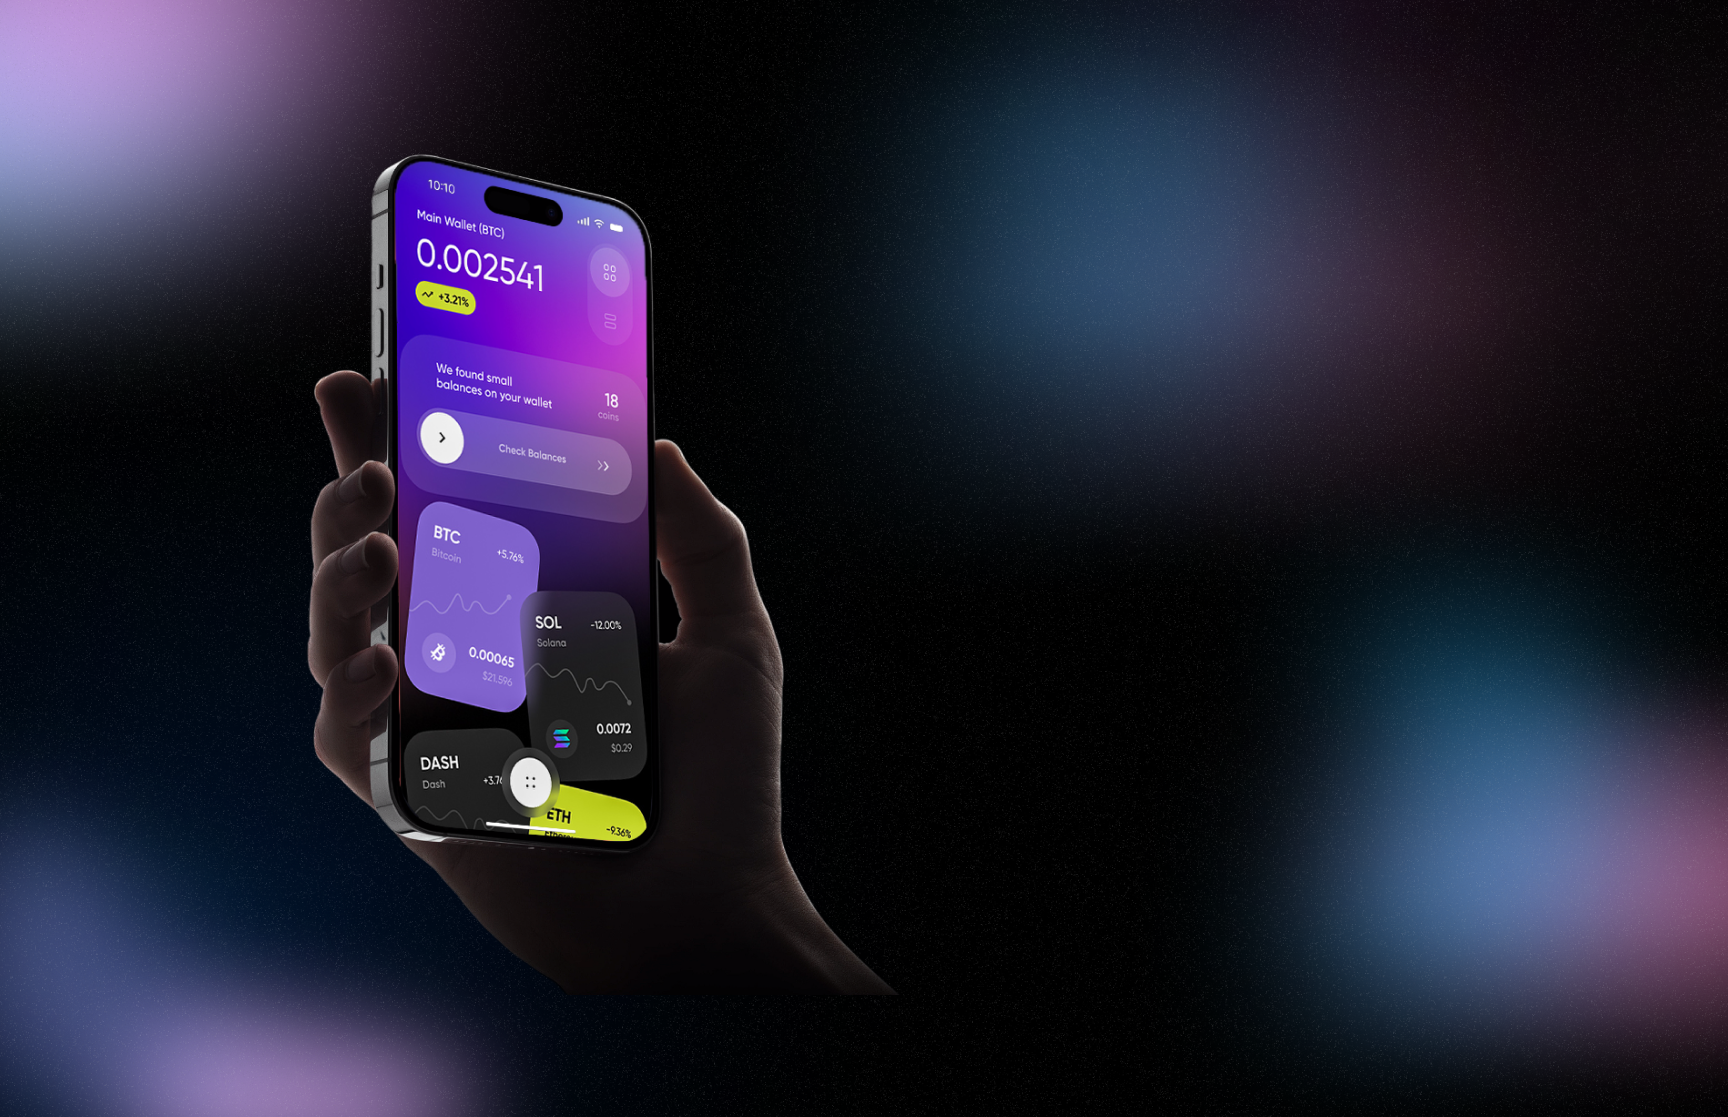 10:10
Main Wallet (BTC)
0.002541
+3.21%
We found small
balances on your wallet
18
coins
Check Balances
BTC
+5.76%
Bitcoin
0.00065
$21.596
SOL
-12.00%
Solana
0.0072
$0.29
DASH
Dash
ETH
-9.36%